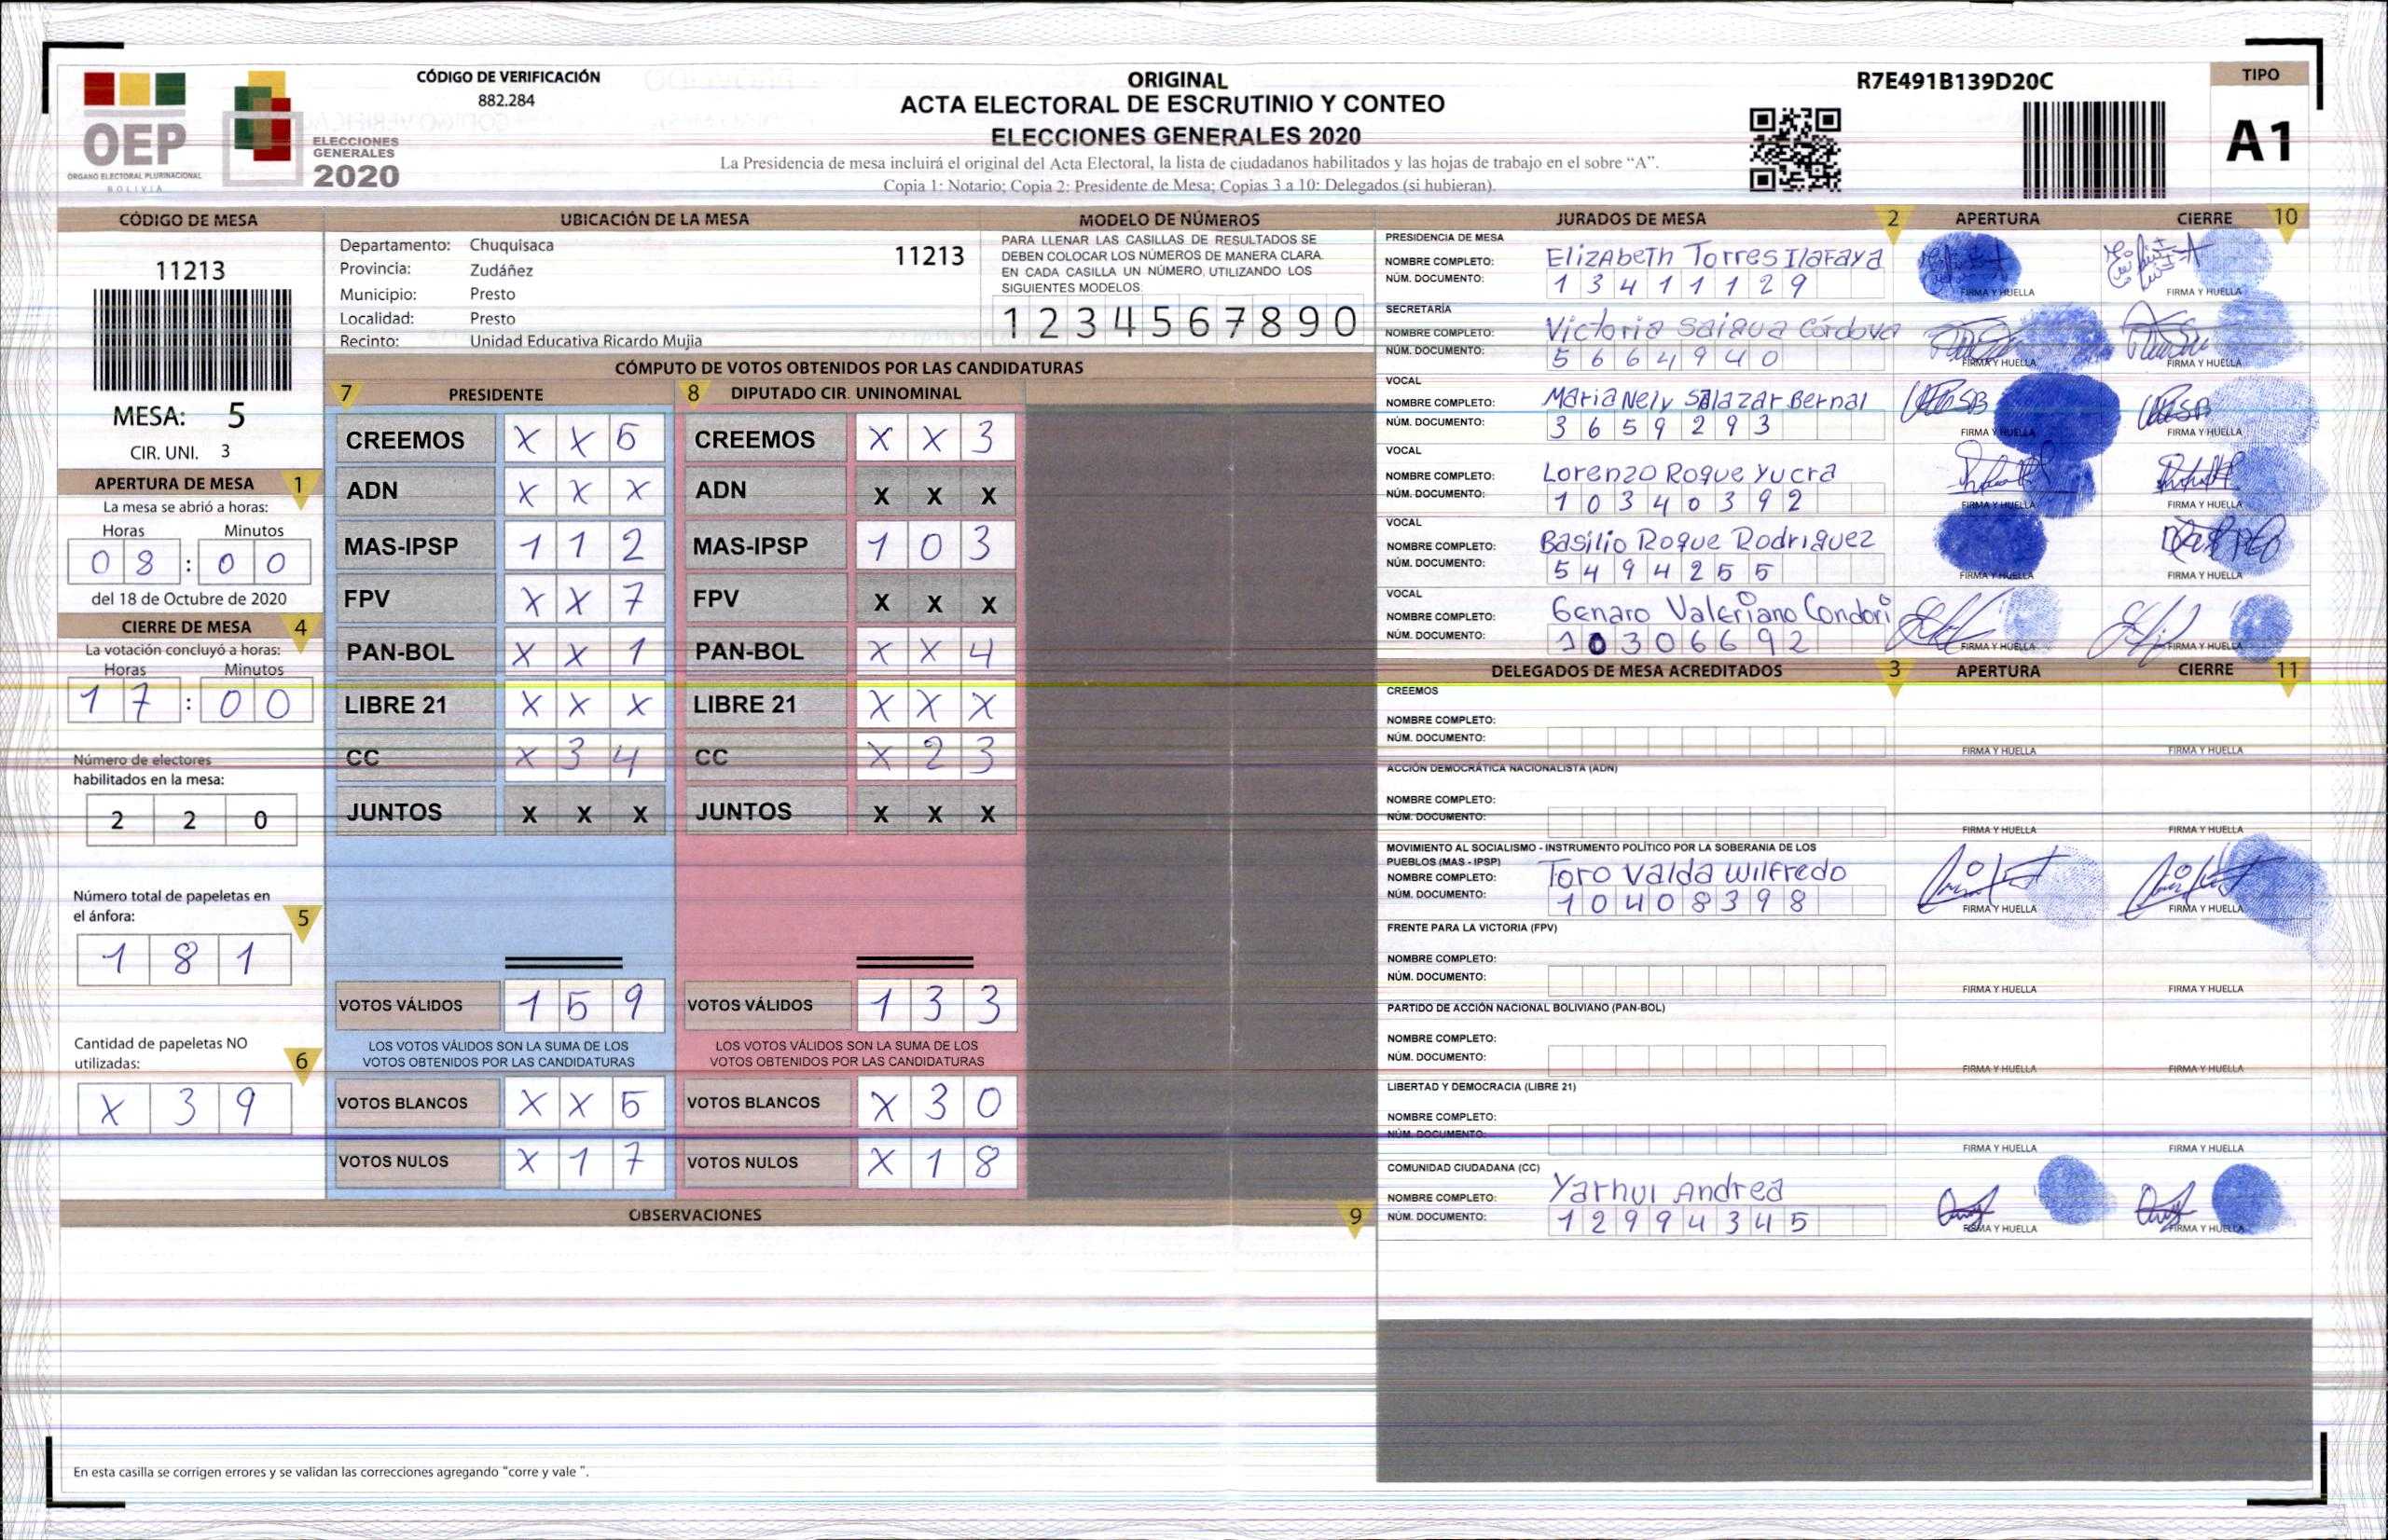 CÓDIGO DE VERIFICACIÓN
882.284
OEP
ÓRGANO ELECTORAL PLURINACIONAL
BOLIVIA
ELECCIONES
GENERALES
2020
ORIGINAL
ACTA ELECTORAL DE ESCRUTINIO Y CONTEO
ELECCIONES GENERALES 2020
La Presidencia de mesa incluirá el original del Acta Electoral, la lista de ciudadanos habilitados y las hojas de trabajo en el sobre “A”.
Copia 1: Notario; Copia 2: Presidente de Mesa; Copias 3 a 10: Delegados (si hubieran).
R7E491B139D20C
TIPO
A1
CÓDIGO DE MESA
11213
MESA: 5
CIR. UNI. 3
APERTURA DE MESA 1
La mesa se abrió a horas:
Horas Minutos
0 8 : 0 0
del 18 de Octubre de 2020
CIERRE DE MESA 4
La votación concluyó a horas:
Horas Minutos
1 7 : 0 0
Número de electores
habilitados en la mesa:
2 2 0
Número total de papeletas en
el ánfora: 5
1 8 1
Cantidad de papeletas NO
utilizadas: 6
X 3 9
UBICACIÓN DE LA MESA
Departamento: Chuquisaca 11213
Provincia: Zudáñez
Municipio: Presto
Localidad: Presto
Recinto: Unidad Educativa Ricardo Mujia
MODELO DE NÚMEROS
PARA LLENAR LAS CASILLAS DE RESULTADOS SE
DEBEN COLOCAR LOS NÚMEROS DE MANERA CLARA.
EN CADA CASILLA UN NÚMERO, UTILIZANDO LOS
SIGUIENTES MODELOS.
1 2 3 4 5 6 7 8 9 0
CÓMPUTO DE VOTOS OBTENIDOS POR LAS CANDIDATURAS
7 PRESIDENTE 8 DIPUTADO CIR. UNINOMINAL
CREEMOS X X 5 CREEMOS X X 3
ADN X X X ADN X X X
MAS-IPSP 1 1 2 MAS-IPSP 1 0 3
FPV X X 7 FPV X X X
PAN-BOL X X 1 PAN-BOL X X 4
LIBRE 21 X X X LIBRE 21 X X X
CC X 3 4 CC X 2 3
JUNTOS X X X JUNTOS X X X
VOTOS VÁLIDOS 1 5 9 VOTOS VÁLIDOS 1 3 3
LOS VOTOS VÁLIDOS SON LA SUMA DE LOS LOS VOTOS VÁLIDOS SON LA SUMA DE LOS
VOTOS OBTENIDOS POR LAS CANDIDATURAS VOTOS OBTENIDOS POR LAS CANDIDATURAS
VOTOS BLANCOS X X 5 VOTOS BLANCOS X 3 0
VOTOS NULOS X 1 7 VOTOS NULOS X 1 8
OBSERVACIONES 9
En esta casilla se corrigen errores y se validan las correcciones agregando “corre y vale ”.
JURADOS DE MESA 2 APERTURA CIERRE 10
PRESIDENCIA DE MESA
NOMBRE COMPLETO: Elizabeth Torres Ilafaya
NÚM. DOCUMENTO: 1 3 4 1 1 1 2 9
FIRMA Y HUELLA FIRMA Y HUELLA
SECRETARÍA
NOMBRE COMPLETO: Victoria Saigua Córdova
NÚM. DOCUMENTO: 5 6 6 4 9 4 0
FIRMA Y HUELLA FIRMA Y HUELLA
VOCAL
NOMBRE COMPLETO: Maria Nely Salazar Bernal
NÚM. DOCUMENTO: 3 6 5 9 2 9 3
FIRMA Y HUELLA FIRMA Y HUELLA
VOCAL
NOMBRE COMPLETO: Lorenzo Roque Yucra
NÚM. DOCUMENTO: 1 0 3 4 0 3 9 2
FIRMA Y HUELLA FIRMA Y HUELLA
VOCAL
NOMBRE COMPLETO: Basilio Roque Rodriguez
NÚM. DOCUMENTO: 5 4 9 4 2 5 5
FIRMA Y HUELLA FIRMA Y HUELLA
VOCAL
NOMBRE COMPLETO: Genaro Valeriano Condori
NÚM. DOCUMENTO: 1 0 3 0 6 6 9 2
FIRMA Y HUELLA FIRMA Y HUELLA
DELEGADOS DE MESA ACREDITADOS 3 APERTURA CIERRE 11
CREEMOS
NOMBRE COMPLETO:
NÚM. DOCUMENTO:
FIRMA Y HUELLA FIRMA Y HUELLA
ACCIÓN DEMOCRÁTICA NACIONALISTA (ADN)
NOMBRE COMPLETO:
NÚM. DOCUMENTO:
FIRMA Y HUELLA FIRMA Y HUELLA
MOVIMIENTO AL SOCIALISMO - INSTRUMENTO POLÍTICO POR LA SOBERANIA DE LOS
PUEBLOS (MAS - IPSP)
NOMBRE COMPLETO: Toro Valda Wilfredo
NÚM. DOCUMENTO: 1 0 4 0 8 3 9 8
FIRMA Y HUELLA FIRMA Y HUELLA
FRENTE PARA LA VICTORIA (FPV)
NOMBRE COMPLETO:
NÚM. DOCUMENTO:
FIRMA Y HUELLA FIRMA Y HUELLA
PARTIDO DE ACCIÓN NACIONAL BOLIVIANO (PAN-BOL)
NOMBRE COMPLETO:
NÚM. DOCUMENTO:
FIRMA Y HUELLA FIRMA Y HUELLA
LIBERTAD Y DEMOCRACIA (LIBRE 21)
NOMBRE COMPLETO:
NÚM. DOCUMENTO:
FIRMA Y HUELLA FIRMA Y HUELLA
COMUNIDAD CIUDADANA (CC)
NOMBRE COMPLETO: Yarhui Andrea
NÚM. DOCUMENTO: 1 2 9 9 4 3 4 5
FIRMA Y HUELLA FIRMA Y HUELLA